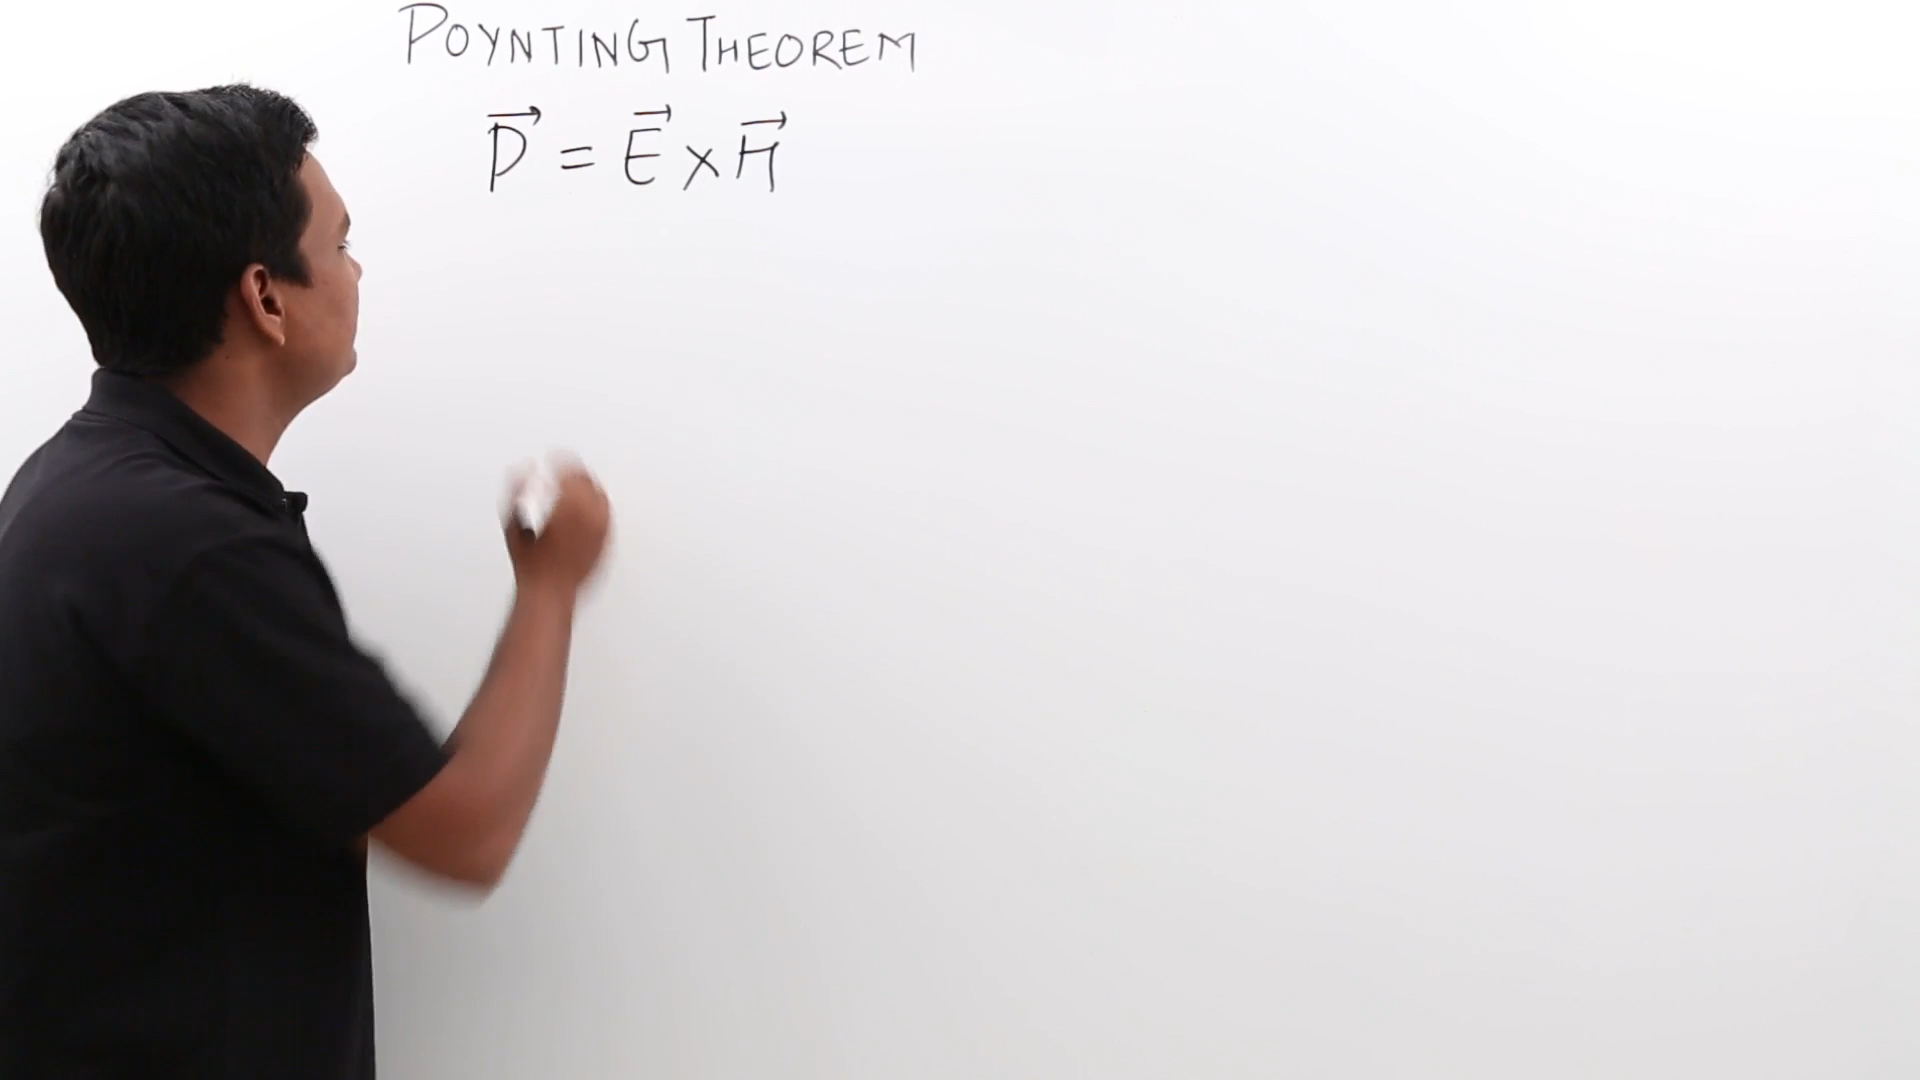 POYNTING THEOREM
P⃗ = E⃗ × H⃗